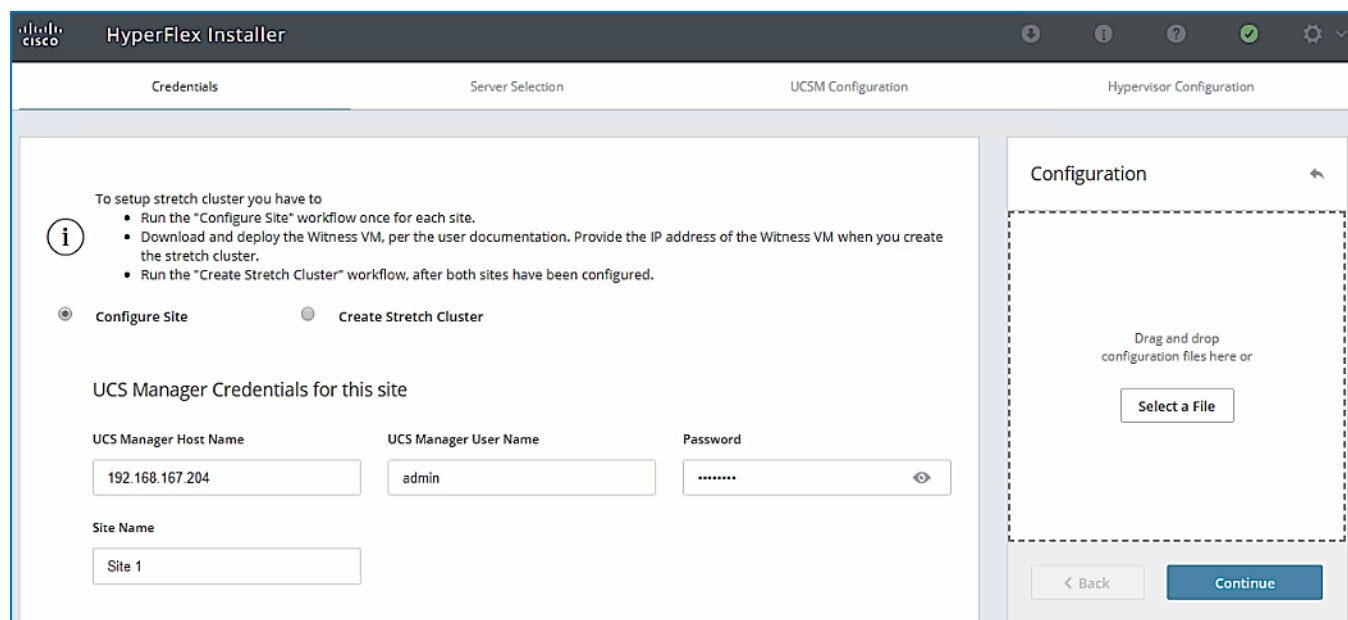 cisco
HyperFlex Installer
Credentials
Server Selection
UCSM Configuration
Hypervisor Configuration
To setup stretch cluster you have to
• Run the "Configure Site" workflow once for each site.
• Download and deploy the Witness VM, per the user documentation. Provide the IP address of the Witness VM when you create
the stretch cluster.
• Run the "Create Stretch Cluster" workflow, after both sites have been configured.
Configure Site
Create Stretch Cluster
UCS Manager Credentials for this site
UCS Manager Host Name
UCS Manager User Name
Password
192.168.167.204
admin
••••••••
Site Name
Site 1
Configuration
Drag and drop
configuration files here or
Select a File
< Back
Continue